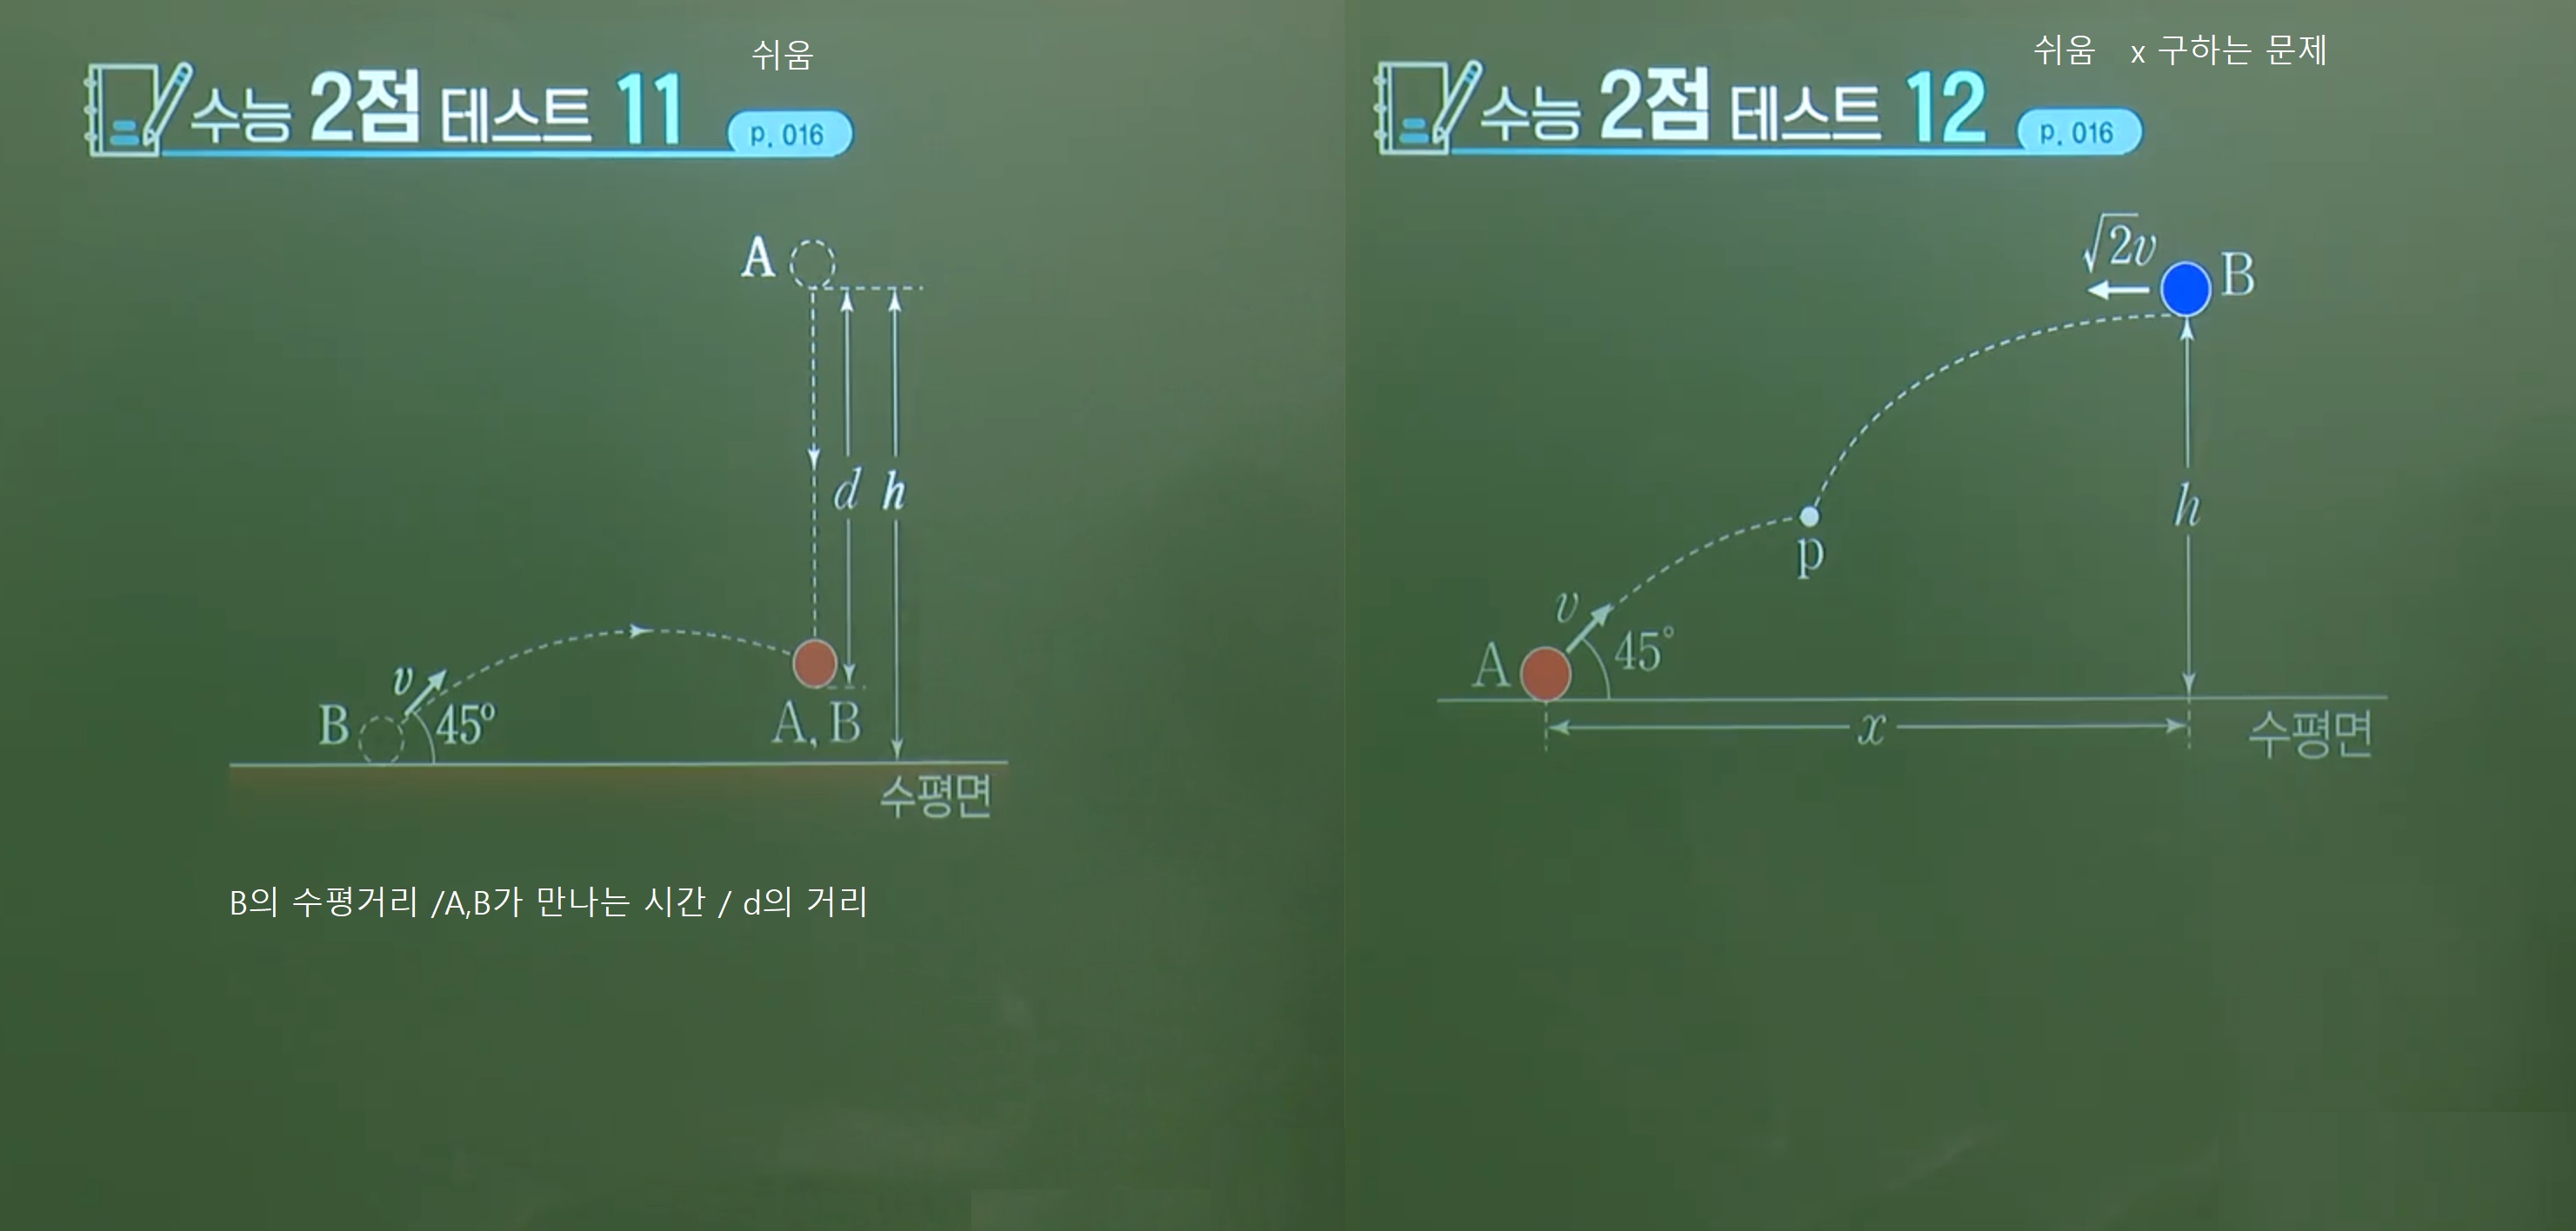 쉬움
수능 2점 테스트 11 p. 016
A
d h
v
B 45°
A, B
수평면
B의 수평거리 /A,B가 만나는 시간 / d의 거리
쉬움 x 구하는 문제
수능 2점 테스트 12 p. 016
√2v
B
h
p
v
A 45°
x
수평면